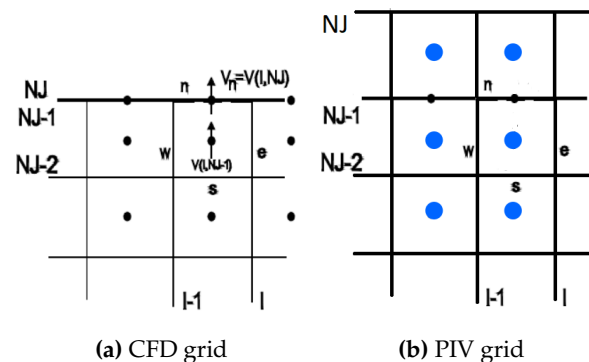 NJ
NJ-1
NJ-2
n
Vn=V(I,NJ)
w
e
V(I,NJ-1)
s
I-1
I
(a) CFD grid
NJ
NJ-1
NJ-2
n
w
e
s
I-1
I
(b) PIV grid